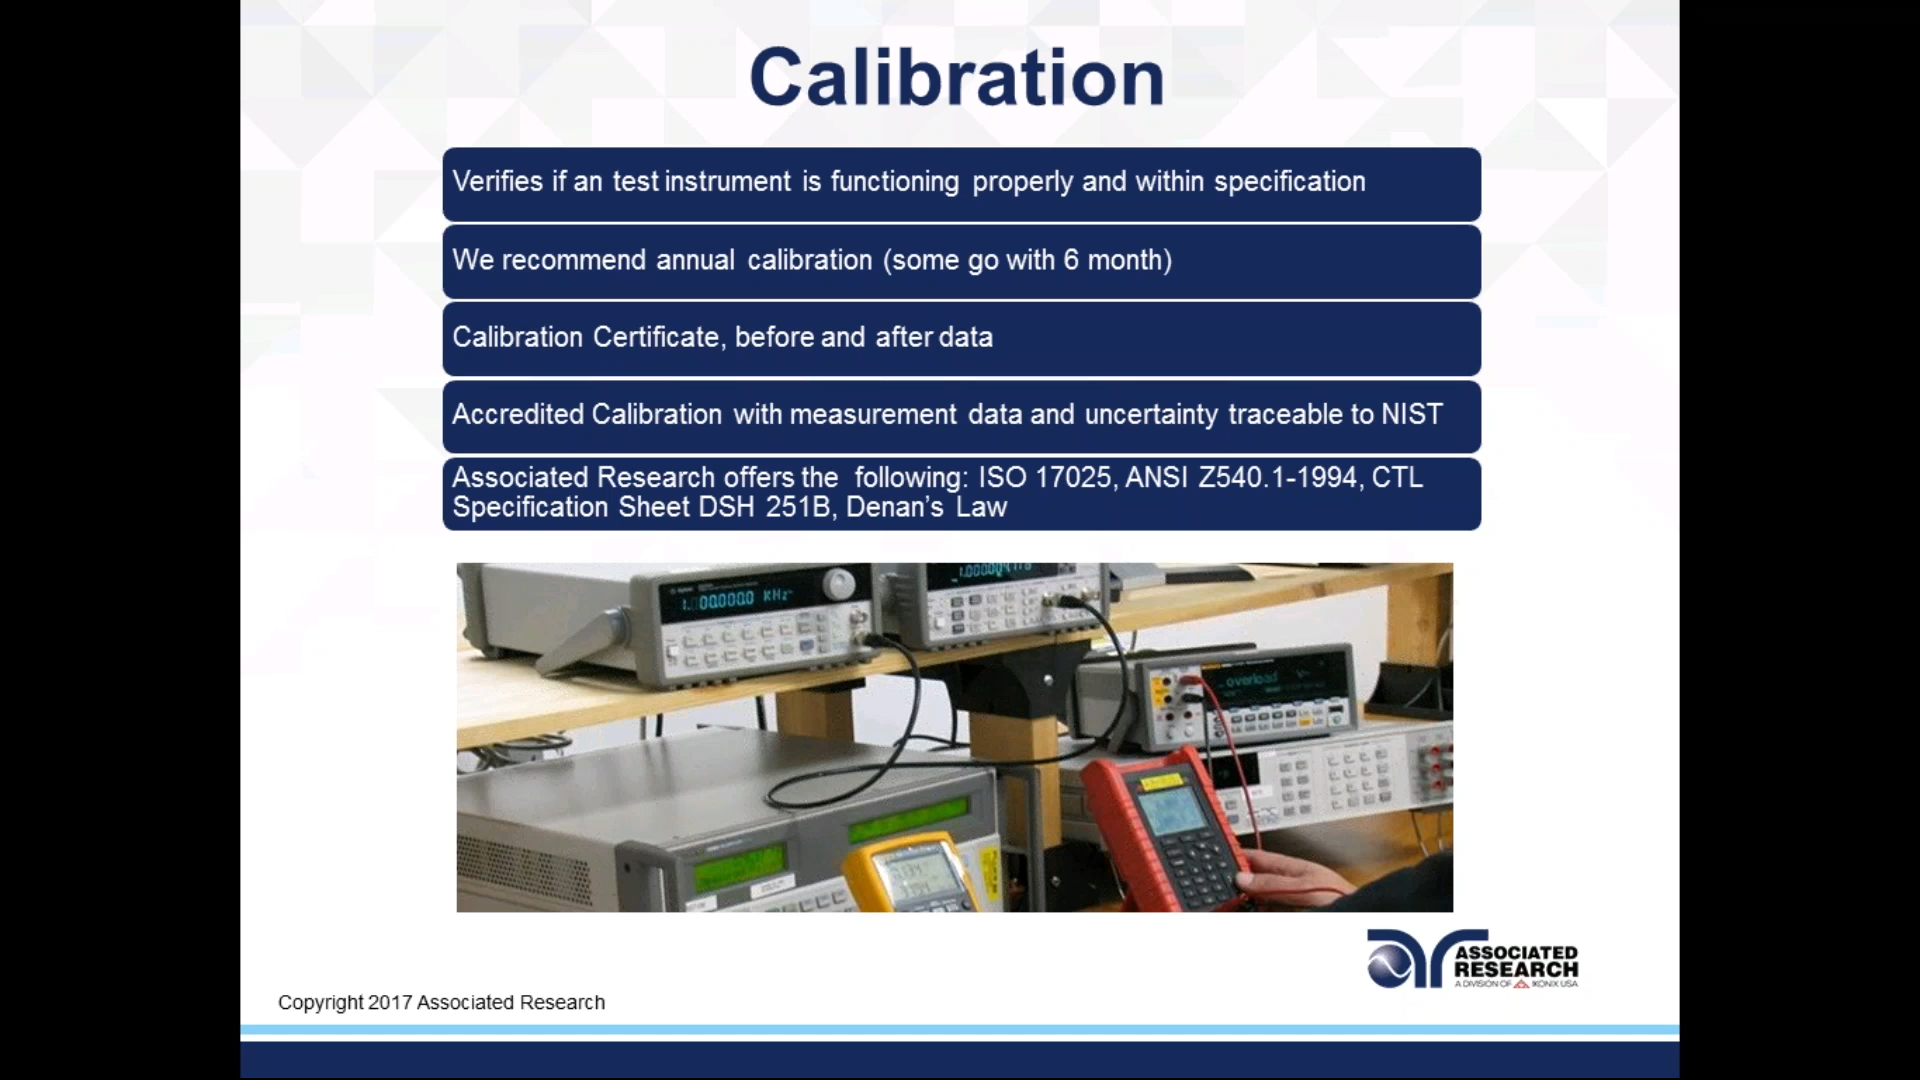 Calibration
Verifies if an test instrument is functioning properly and within specification
We recommend annual calibration (some go with 6 month)
Calibration Certificate, before and after data
Accredited Calibration with measurement data and uncertainty traceable to NIST
Associated Research offers the following: ISO 17025, ANSI Z540.1-1994, CTL
Specification Sheet DSH 251B, Denan’s Law
1.000000 KHz
overload
ASSOCIATED
RESEARCH
A DIVISION OF IKONIX USA
Copyright 2017 Associated Research